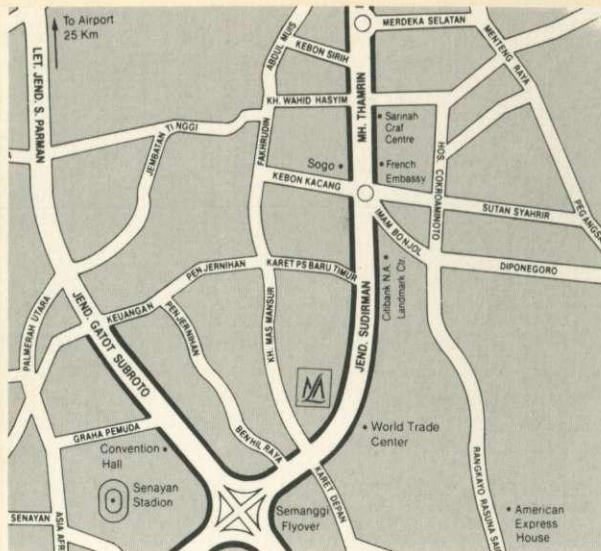 To Airport
25 Km
LET. JEND. S. PARMAN
ABDUL MUIS
KEBON SIRIH
MERDEKA SELATAN
MENTENG RAYA
KH. WAHID HASYIM
MH. THAMRIN
Sarinah
Craf
Centre
JEMBATAN
TINGGI
FAKHRUDIN
Sogo
French
Embassy
HOS. COKROAMINOTO
KEBON KACANG
SUTAN SYAHRIR
PEGANGSA
IMAM BONJOL
DIPONEGORO
PENJERNIHAN
KARET PS BARU TIMUR
Citibank N.A.
Landmark Ctr.
PALMERAH UTARA
JEND. GATOT SUBROTO
KEUANGAN
PENJERNIHAN
KH. MAS MANSUR
JEND. SUDIRMAN
GRAHA PEMUDA
BENHIL RAYA
World Trade
Center
Convention
Hall
Senayan
Stadion
KARET DEPAN
RANGKAYO RASUNA SAI
SENAYAN
ASIA AFR
Semanggi
Flyover
American
Express
House